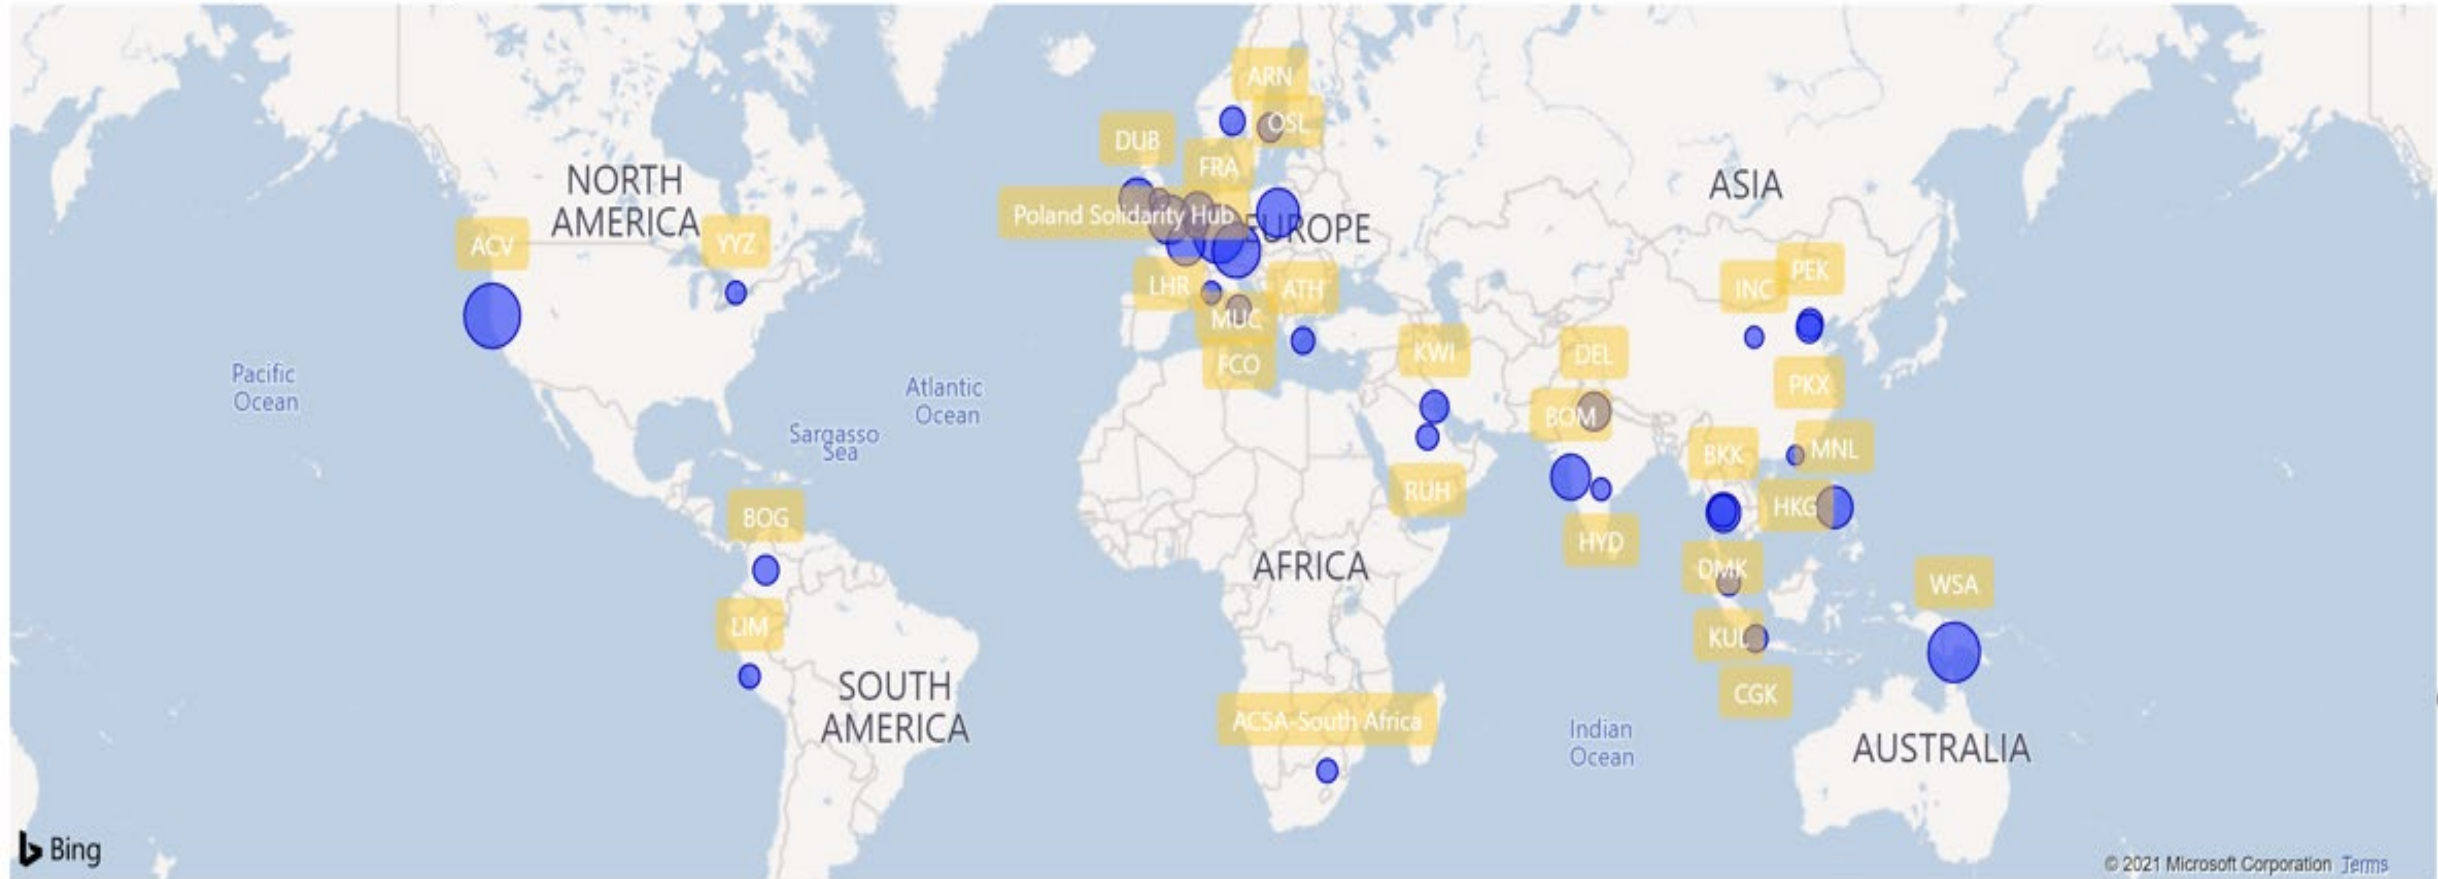 ARN
OSL
DUB
FRA
NORTH
AMERICA
ASIA
Poland Solidarity Hub
EUROPE
ACV
YYZ
PEK
INC
LHR
ATH
MUC
FCO
KWI
DEL
PKX
Pacific
Ocean
Atlantic
Ocean
BOM
Sargasso
Sea
BKK
MNL
RUH
HKG
BOG
HYD
AFRICA
DMK
WSA
LIM
KUL
CGK
SOUTH
AMERICA
ACSA-South Africa
Indian
Ocean
AUSTRALIA
Bing
© 2021 Microsoft Corporation Terms